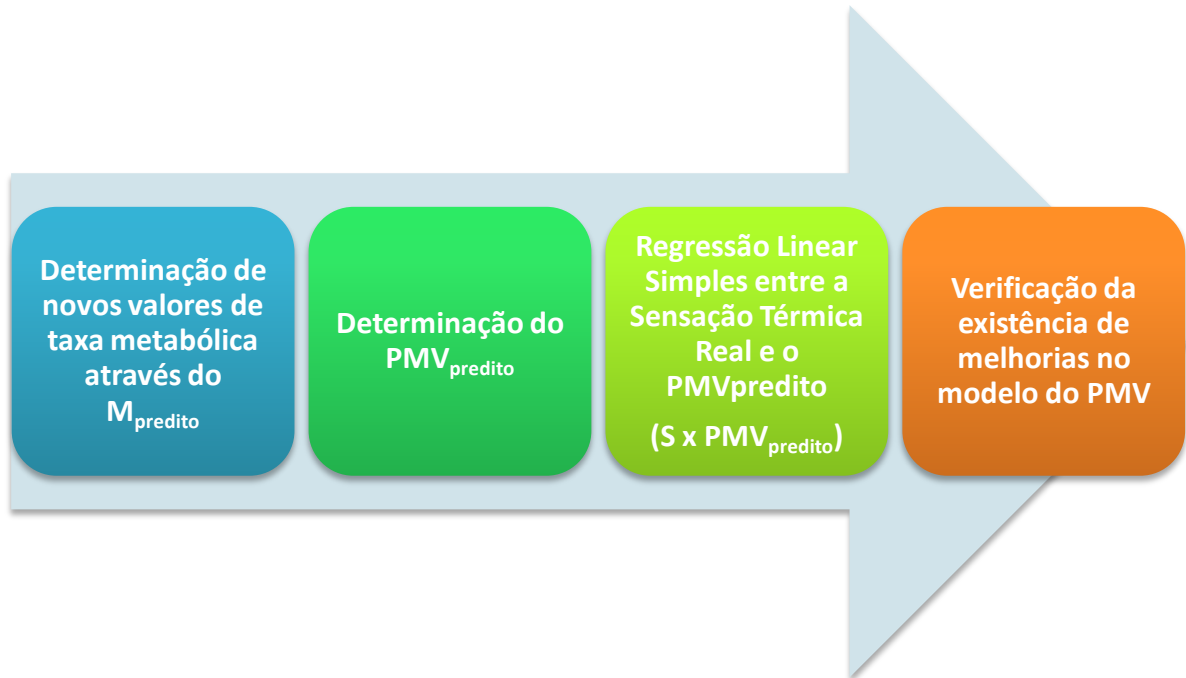 Determinação de
novos valores de
taxa metabólica
através do
Mpredito
Determinação do
PMVpredito
Regressão Linear
Simples entre a
Sensação Térmica
Real e o
PMVpredito
(S x PMVpredito)
Verificação da
existência de
melhorias no
modelo do PMV